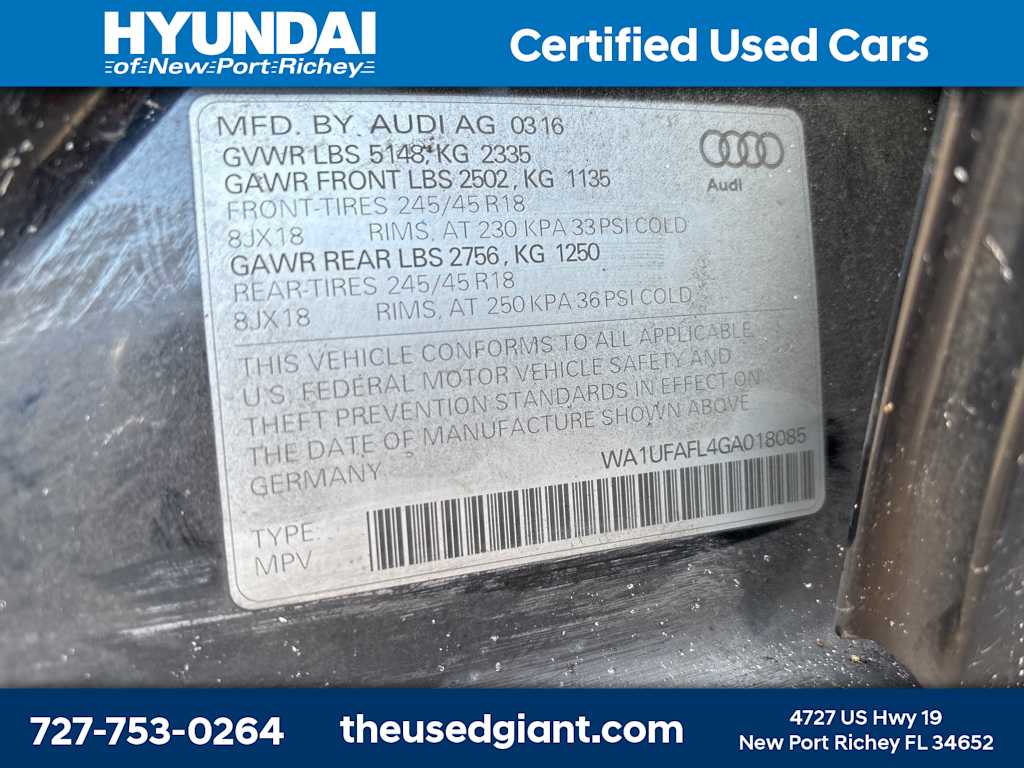 HYUNDAI
of New Port Richey
Certified Used Cars
MFD. BY. AUDI AG 0316
GVWR LBS 5148, KG 2335
GAWR FRONT LBS 2502, KG 1135
FRONT-TIRES 245/45 R18
8JX18 RIMS, AT 230 KPA 33 PSI COLD
GAWR REAR LBS 2756, KG 1250
REAR-TIRES 245/45 R18
8JX18 RIMS, AT 250 KPA 36 PSI COLD
Audi
THIS VEHICLE CONFORMS TO ALL APPLICABLE
U.S. FEDERAL MOTOR VEHICLE SAFETY AND
THEFT PREVENTION STANDARDS IN EFFECT ON
THE DATE OF MANUFACTURE SHOWN ABOVE
GERMANY
WA1UFAFL4GA018085
TYPE:
MPV
727-753-0264
theusedgiant.com
4727 US Hwy 19
New Port Richey FL 34652